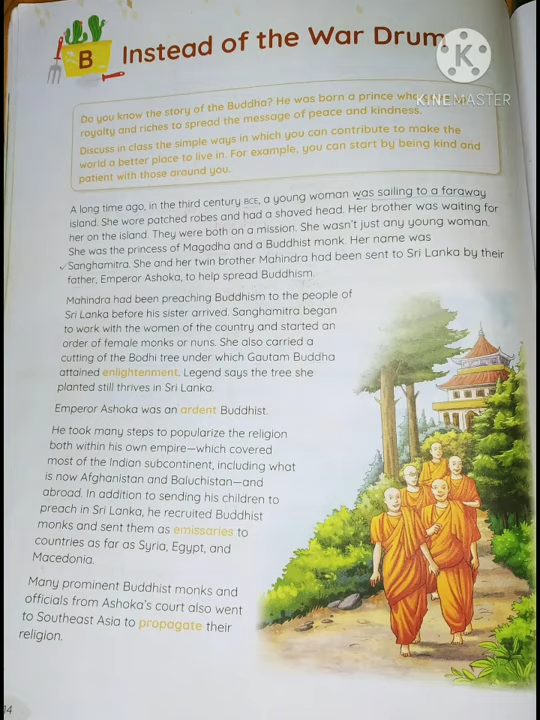 B
Instead of the War Drum
KINEMASTER
Do you know the story of the Buddha? He was born a prince who
royalty and riches to spread the message of peace and kindness.
Discuss in class the simple ways in which you can contribute to make the
world a better place to live in. For example, you can start by being kind and
patient with those around you.
A long time ago, in the third century BCE, a young woman was sailing to a faraway
island. She wore patched robes and had a shaved head. Her brother was waiting for
her on the island. They were both on a mission. She wasn't just any young woman.
She was the princess of Magadha and a Buddhist monk. Her name was
Sanghamitra. She and her twin brother Mahindra had been sent to Sri Lanka by their
father, Emperor Ashoka, to help spread Buddhism.
Mahindra had been preaching Buddhism to the people of
Sri Lanka before his sister arrived. Sanghamitra began
to work with the women of the country and started an
order of female monks or nuns. She also carried a
cutting of the Bodhi tree under which Gautam Buddha
attained enlightenment. Legend says the tree she
planted still thrives in Sri Lanka.
Emperor Ashoka was an ardent Buddhist.
He took many steps to popularize the religion
both within his own empire—which covered
most of the Indian subcontinent, including what
is now Afghanistan and Baluchistan—and
abroad. In addition to sending his children to
preach in Sri Lanka, he recruited Buddhist
monks and sent them as emissaries to
countries as far as Syria, Egypt, and
Macedonia.
Many prominent Buddhist monks and
officials from Ashoka's court also went
to Southeast Asia to propagate their
religion.